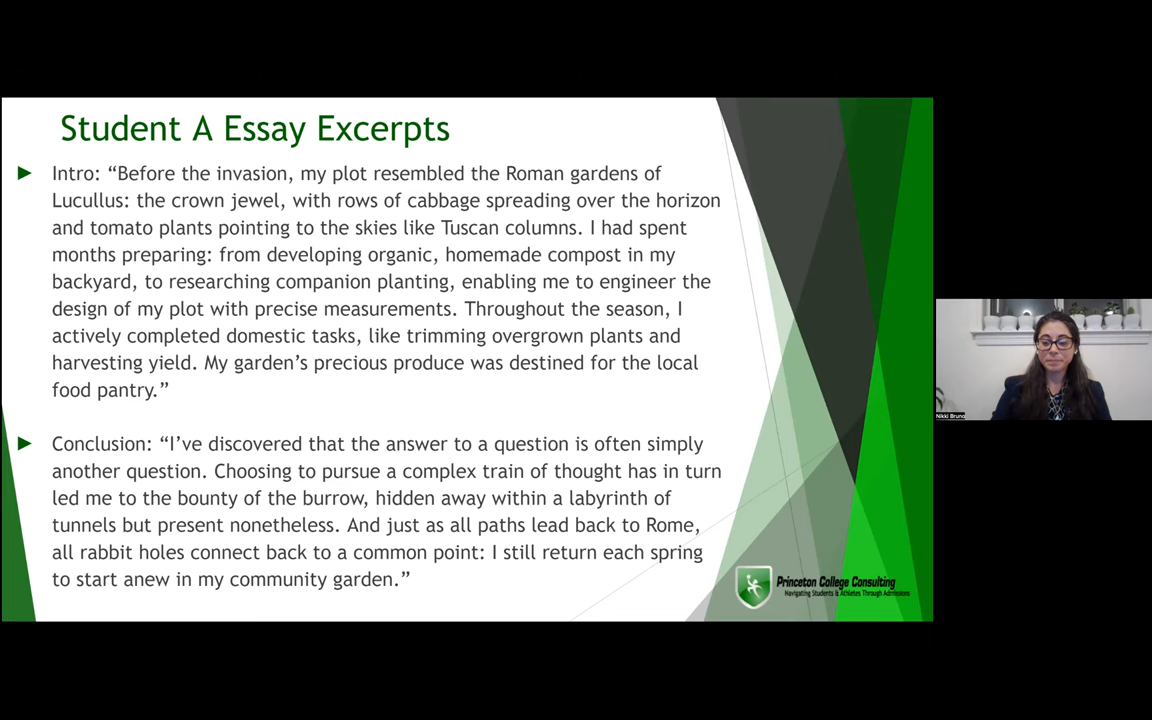 Student A Essay Excerpts
Intro: “Before the invasion, my plot resembled the Roman gardens of
Lucullus: the crown jewel, with rows of cabbage spreading over the horizon
and tomato plants pointing to the skies like Tuscan columns. I had spent
months preparing: from developing organic, homemade compost in my
backyard, to researching companion planting, enabling me to engineer the
design of my plot with precise measurements. Throughout the season, I
actively completed domestic tasks, like trimming overgrown plants and
harvesting yield. My garden’s precious produce was destined for the local
food pantry.”
Conclusion: “I’ve discovered that the answer to a question is often simply
another question. Choosing to pursue a complex train of thought has in turn
led me to the bounty of the burrow, hidden away within a labyrinth of
tunnels but present nonetheless. And just as all paths lead back to Rome,
all rabbit holes connect back to a common point: I still return each spring
to start anew in my community garden.”
Princeton College Consulting
Navigating Students & Athletes Through Admissions
Nikki Bruno